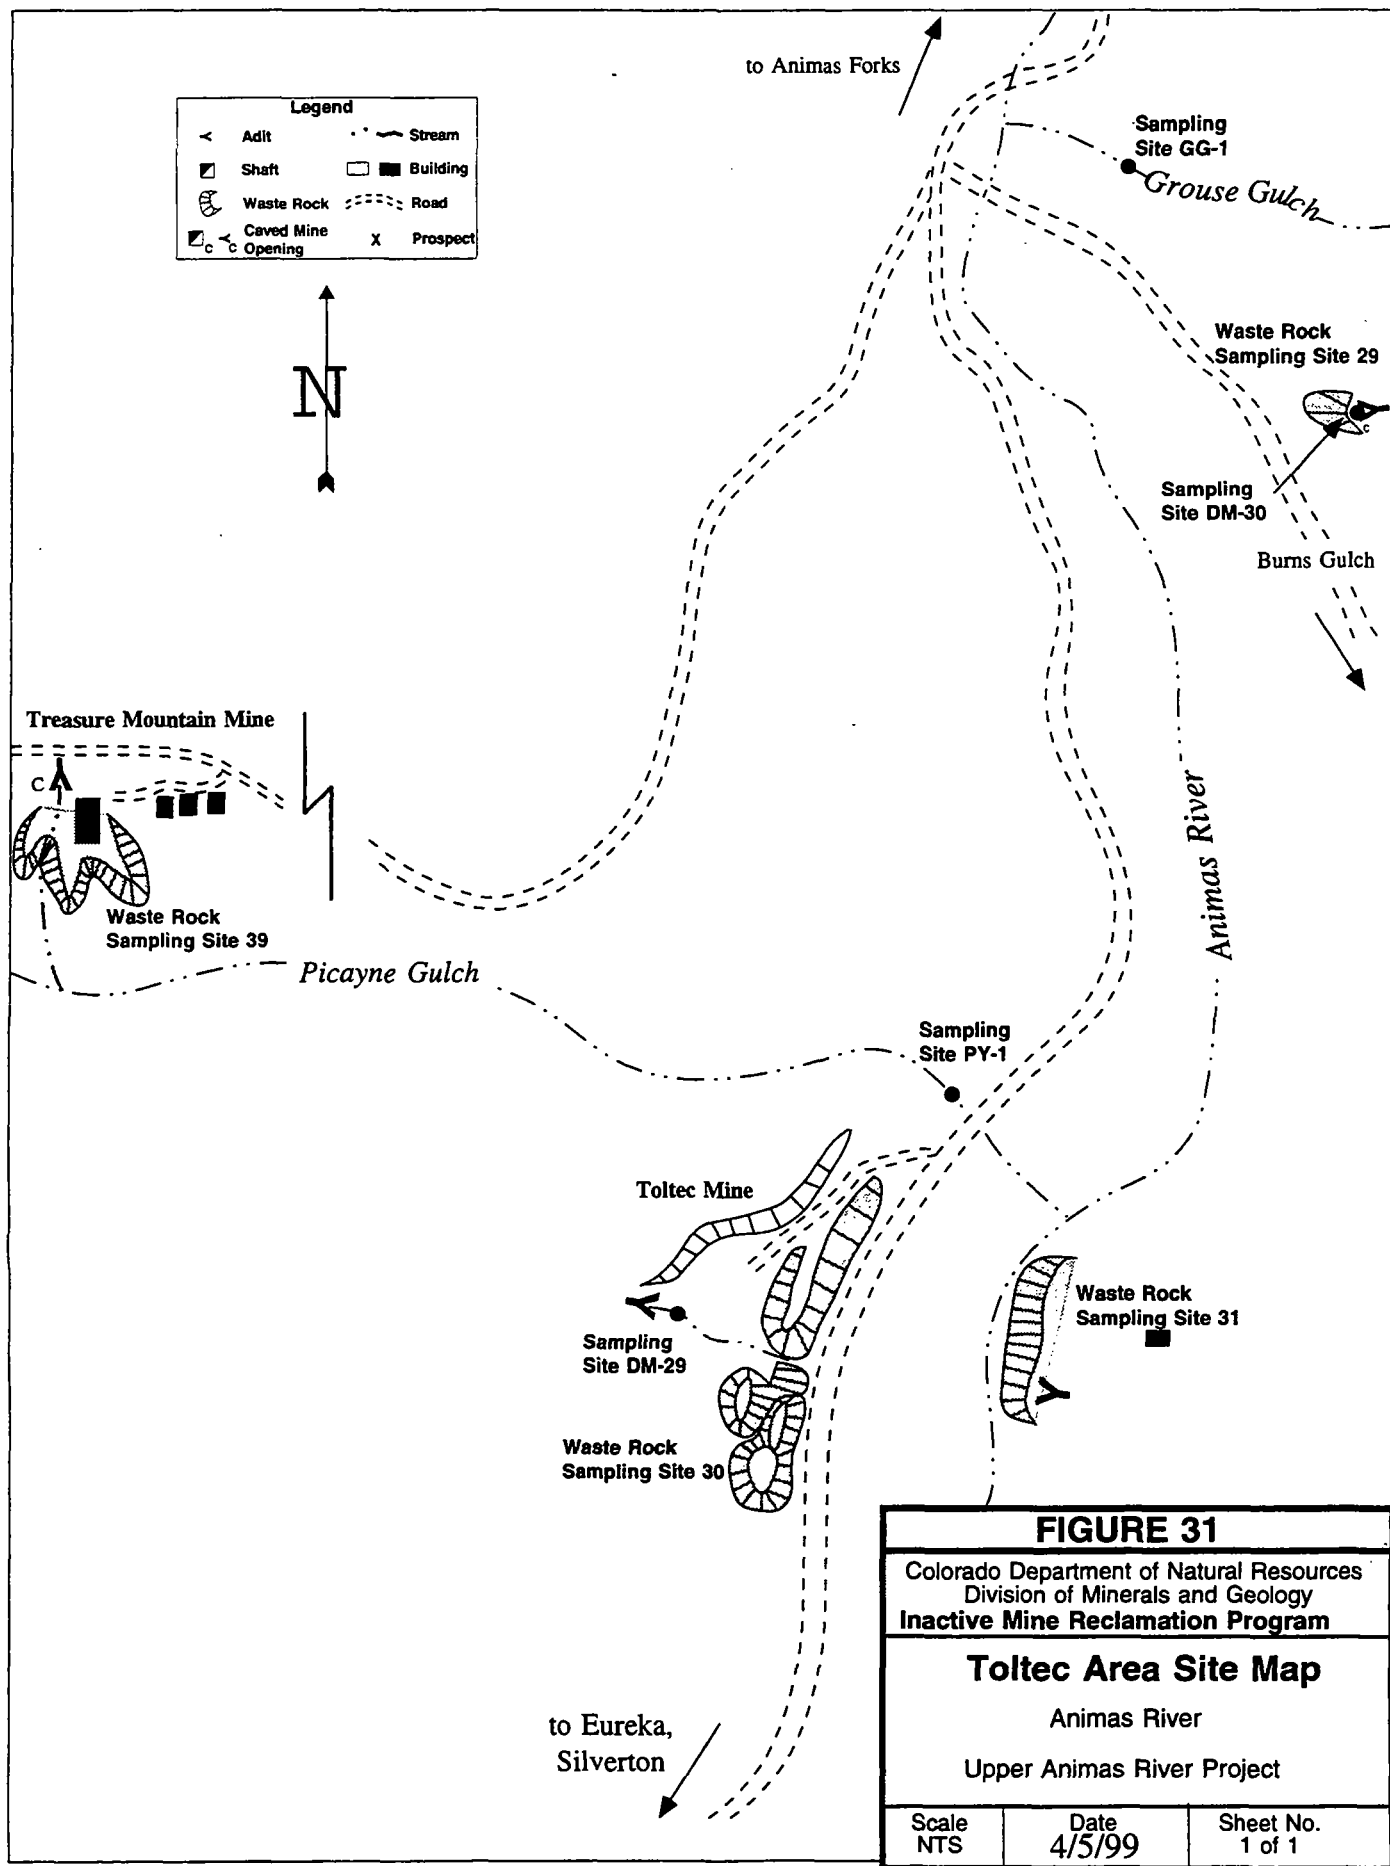 to Animas Forks
Legend
Adit
Stream
Shaft
Building
Waste Rock
Road
C C Caved Mine
Opening
X Prospect
Sampling
Site GG-1
Grouse Gulch
N
Waste Rock
Sampling Site 29
c
Sampling
Site DM-30
Burns Gulch
Treasure Mountain Mine
C
Waste Rock
Sampling Site 39
Picayne Gulch
Animas River
Sampling
Site PY-1
Toltec Mine
Waste Rock
Sampling Site 31
Sampling
Site DM-29
Waste Rock
Sampling Site 30
to Eureka,
Silverton
FIGURE 31
Colorado Department of Natural Resources
Division of Minerals and Geology
Inactive Mine Reclamation Program
Toltec Area Site Map
Animas River
Upper Animas River Project
Scale
NTS
Date
4/5/99
Sheet No.
1 of 1